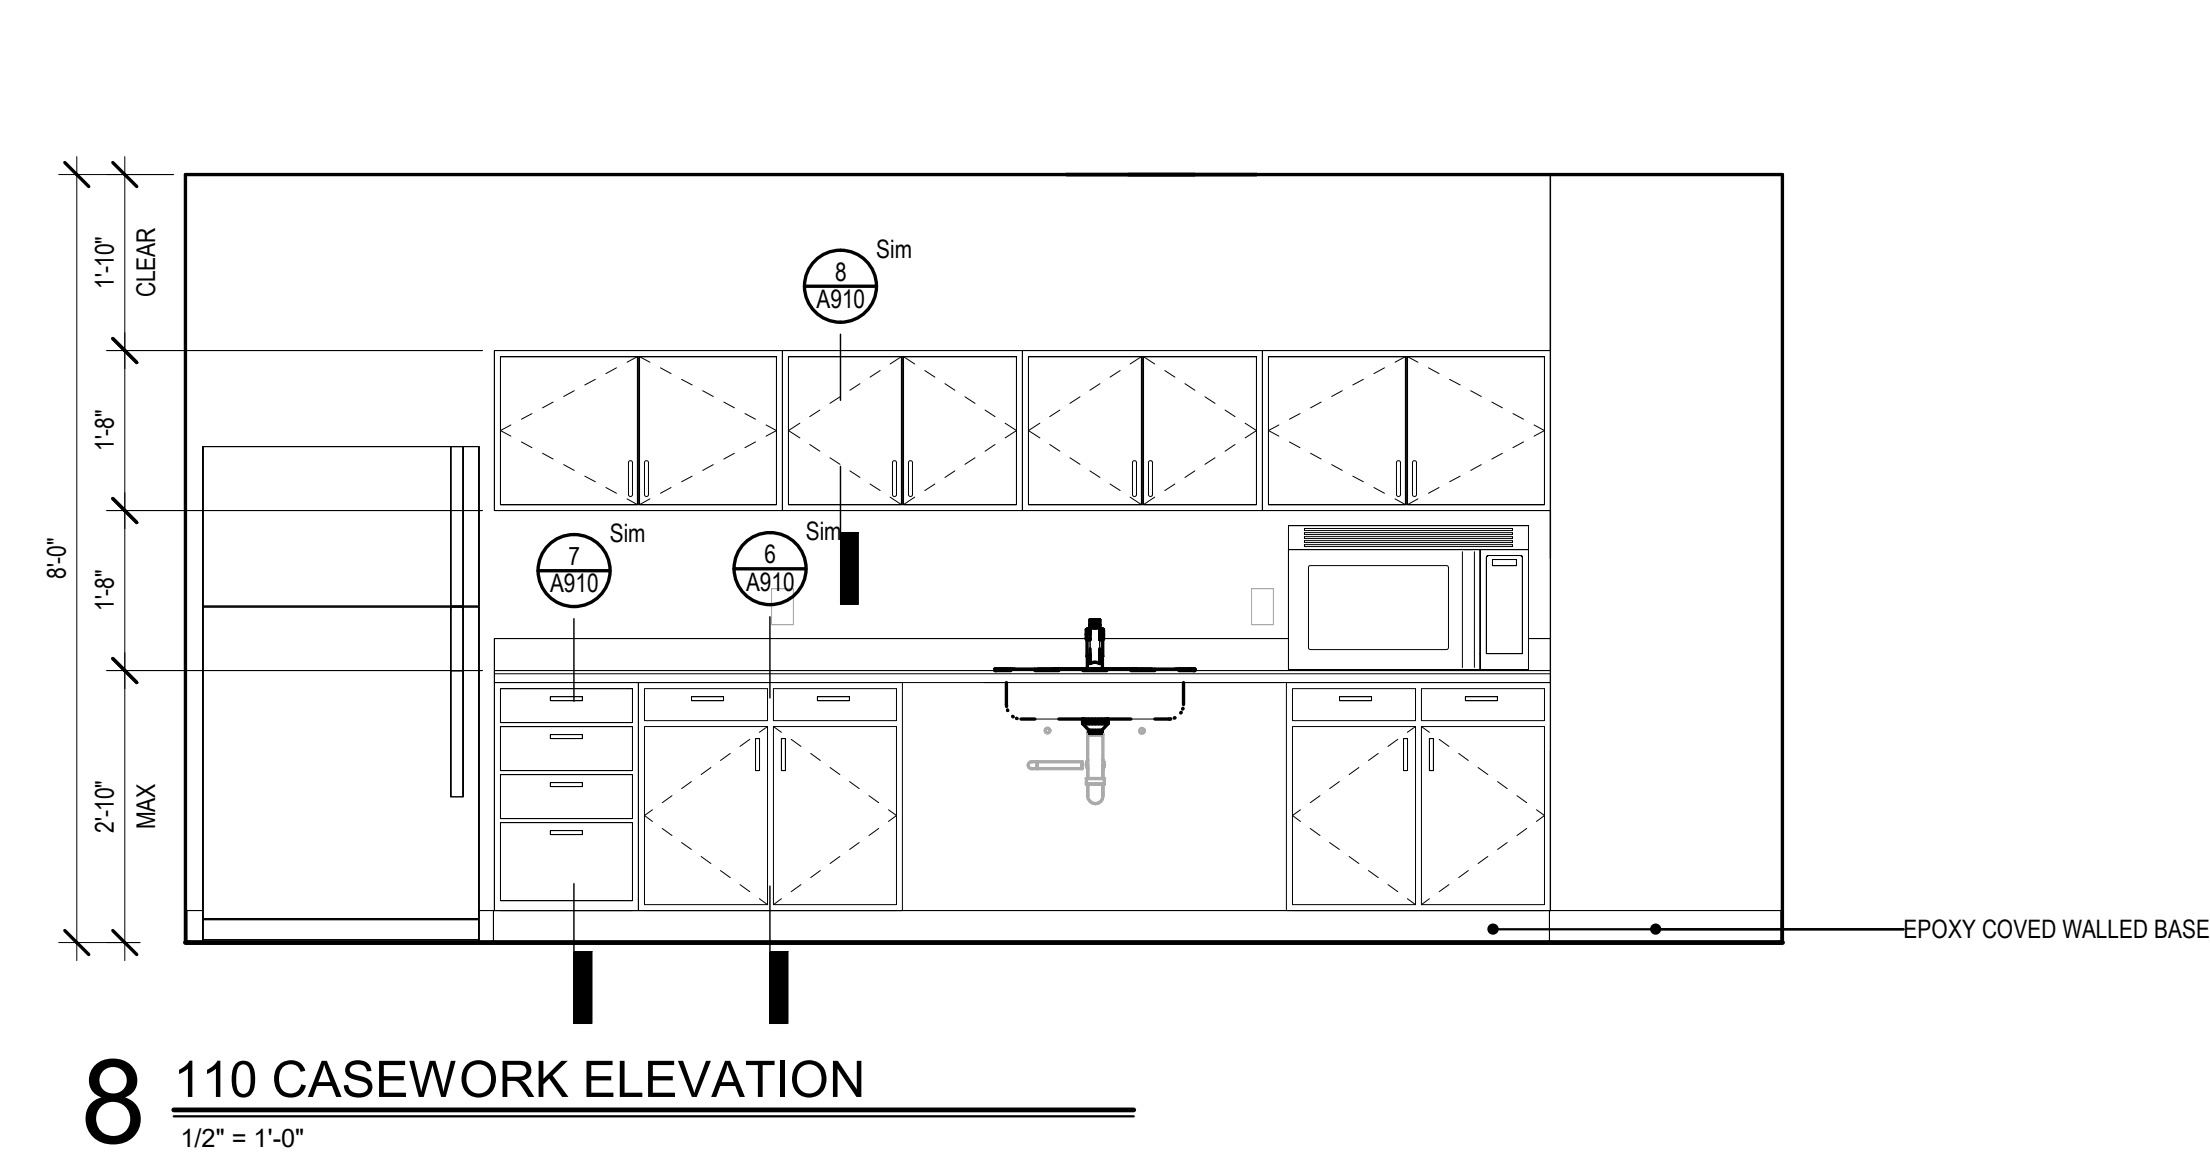 Sim
8
A910
1'-10"
CLEAR
1'-8"
8'-0"
1'-8"
7
A910
Sim
6
A910
Sim
2'-10"
MAX
EPOXY COVED WALLED BASE
8
110 CASEWORK ELEVATION
1/2" = 1'-0"